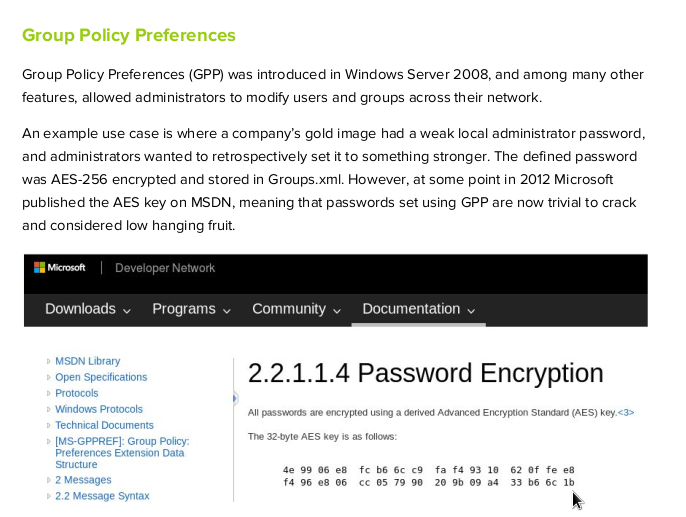 Group Policy Preferences
Group Policy Preferences (GPP) was introduced in Windows Server 2008, and among many other
features, allowed administrators to modify users and groups across their network.
An example use case is where a company’s gold image had a weak local administrator password,
and administrators wanted to retrospectively set it to something stronger. The defined password
was AES-256 encrypted and stored in Groups.xml. However, at some point in 2012 Microsoft
published the AES key on MSDN, meaning that passwords set using GPP are now trivial to crack
and considered low hanging fruit.
Microsoft | Developer Network
Downloads Programs Community Documentation
MSDN Library
Open Specifications
Protocols
Windows Protocols
Technical Documents
[MS-GPPREF]: Group Policy:
Preferences Extension Data
Structure
2 Messages
2.2 Message Syntax
2.2.1.1.4 Password Encryption
All passwords are encrypted using a derived Advanced Encryption Standard (AES) key.<3>
The 32-byte AES key is as follows:
4e 99 06 e8 fc b6 6c c9 fa f4 93 10 62 0f fe e8
f4 96 e8 06 cc 05 79 90 20 9b 09 a4 33 b6 6c 1b